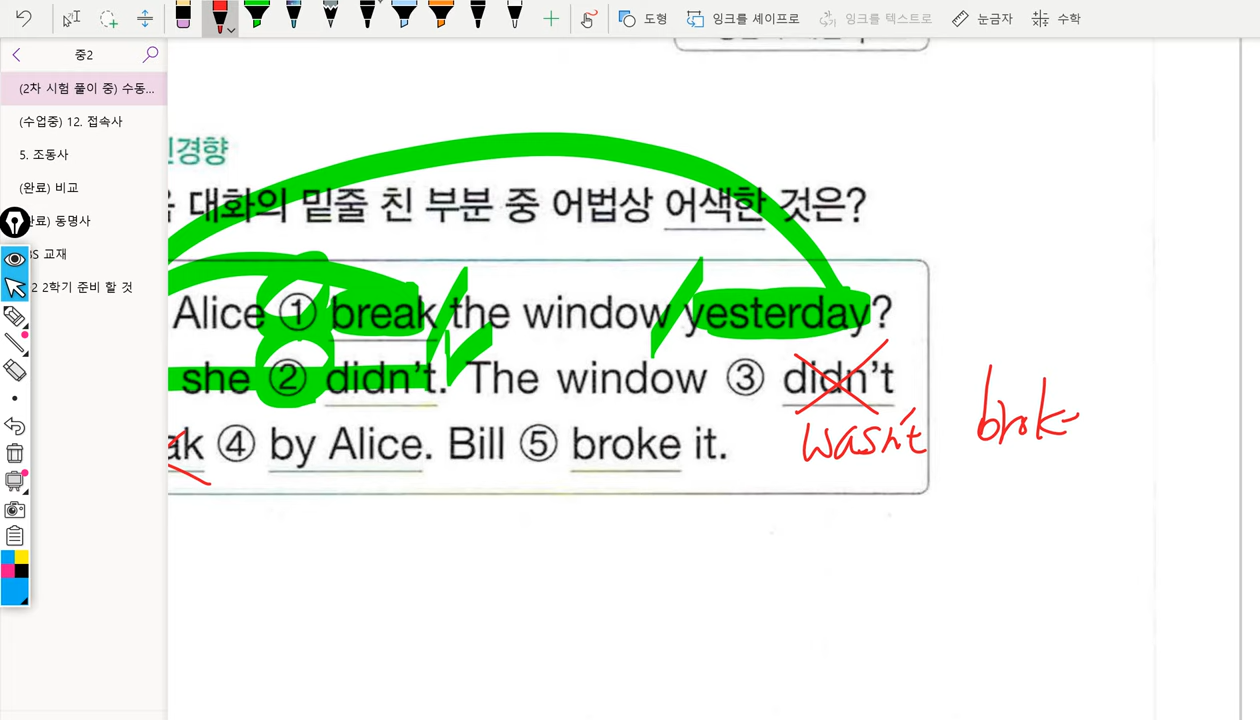 도형
잉크를 셰이프로
잉크를 텍스트로
눈금자
수학
중2
(2차 시험 풀이 중) 수동...
(수업중) 12. 접속사
5. 조동사
(완료) 비교
동명사
교재
2 2학기 준비 할 것
경향
대화의 밑줄 친 부분 중 어법상 어색한 것은?
Alice ① break the window yesterday?
she ② didn't. The window ③ didn't
wasn't brok
ak ④ by Alice. Bill ⑤ broke it.